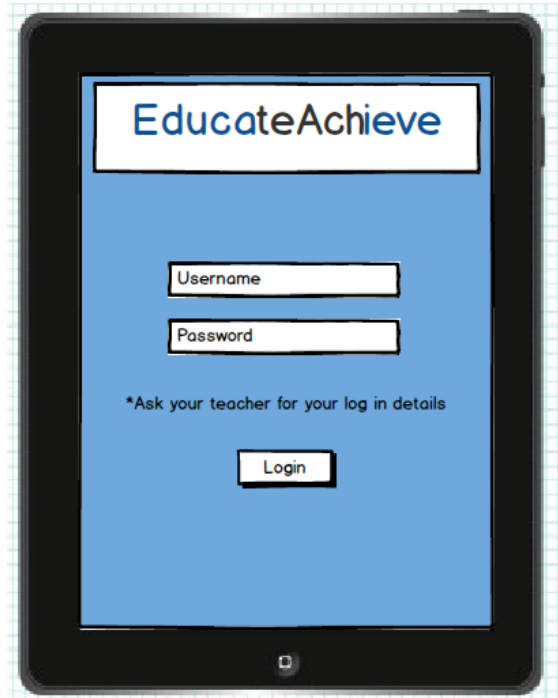 EducateAchieve
Username
Password
*Ask your teacher for your log in details
Login